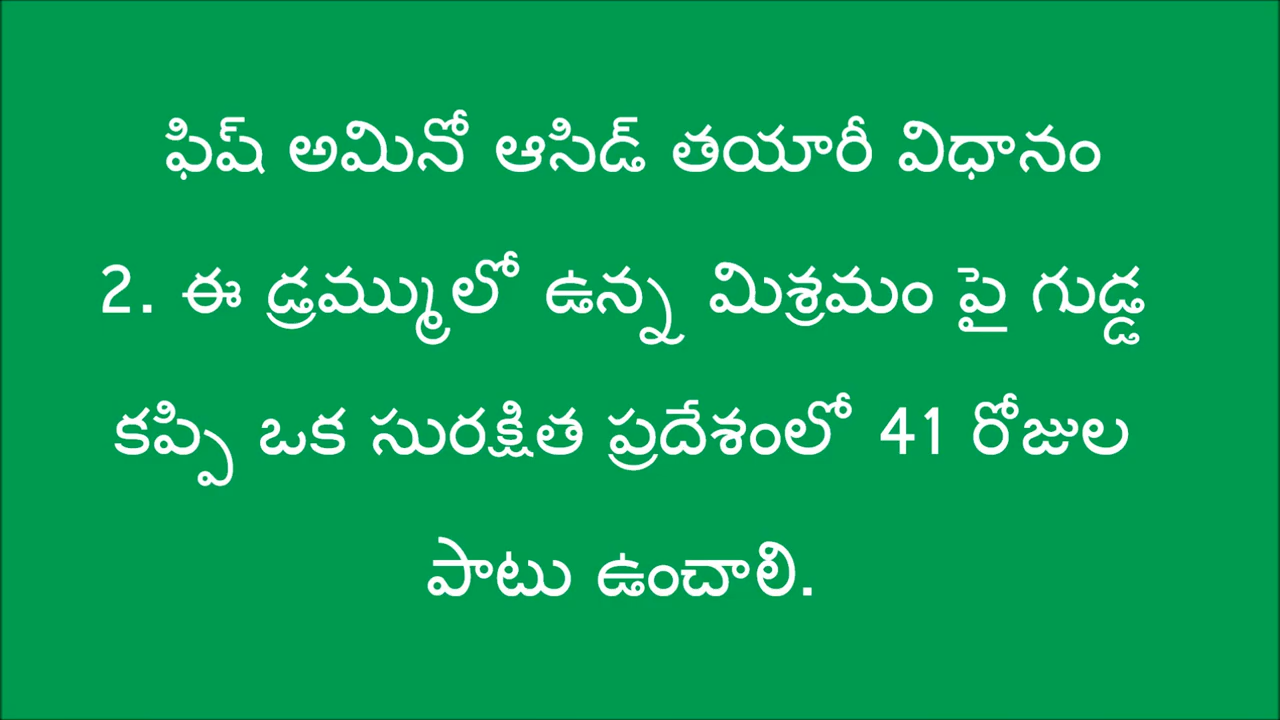 ఫిష్ అమినో ఆసిడ్ తయారీ విధానం
2. ఈ డ్రమ్ములో ఉన్న మిశ్రమం పై గుడ్డ
కప్పి ఒక సురక్షిత ప్రదేశంలో 41 రోజుల
పాటు ఉంచాలి.